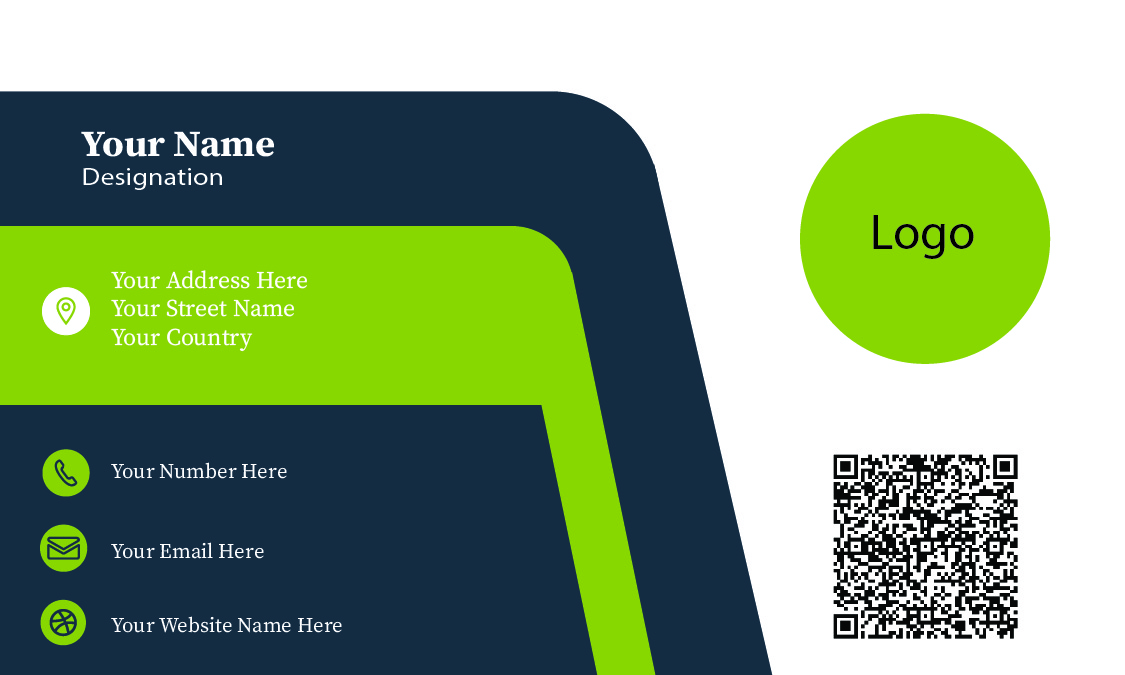 Your Name
Designation
Your Address Here
Your Street Name
Your Country
Your Number Here
Your Email Here
Your Website Name Here
Logo